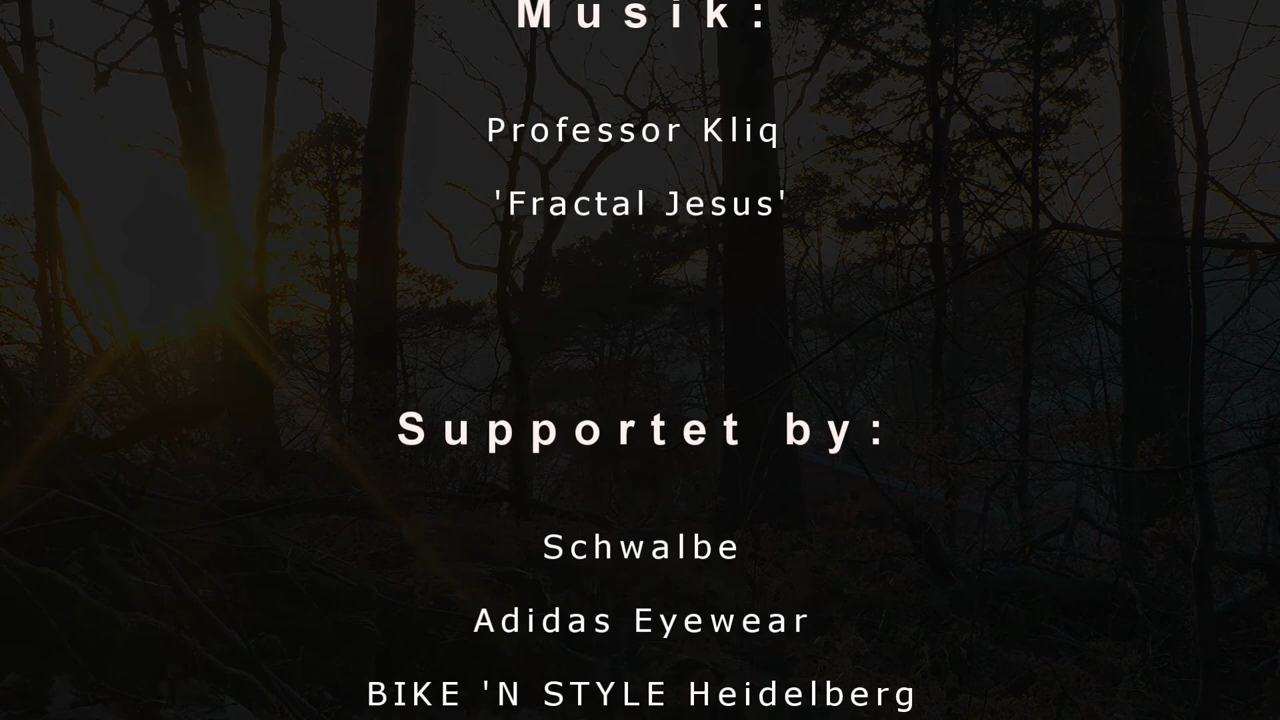 Musik:
Professor Kliq
'Fractal Jesus'
Supportet by:
Schwalbe
Adidas Eyewear
BIKE 'N STYLE Heidelberg